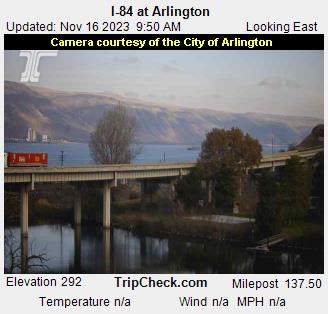 I-84 at Arlington
Updated: Nov 16 2023 9:50 AM Looking East
Camera courtesy of the City of Arlington
Elevation 292 TripCheck.com Milepost 137.50
Temperature n/a Wind n/a MPH n/a